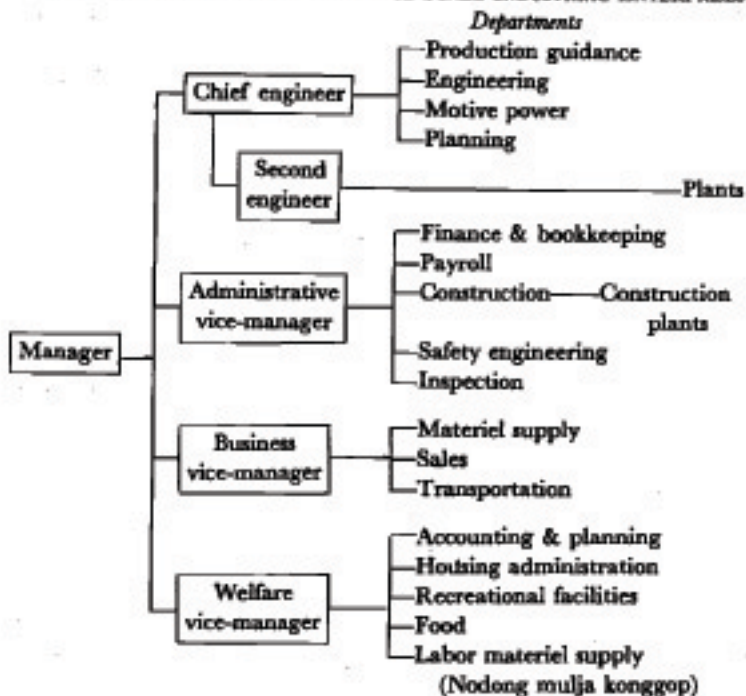 Departments
Production guidance
Chief engineer
Engineering
Motive power
Planning
Second
engineer
Plants
Finance & bookkeeping
Payroll
Administrative
vice-manager
Construction
Construction
plants
Manager
Safety engineering
Inspection
Business
vice-manager
Materiel supply
Sales
Transportation
Accounting & planning
Housing administration
Welfare
vice-manager
Recreational facilities
Food
Labor materiel supply
(Nodong mulja konggop)